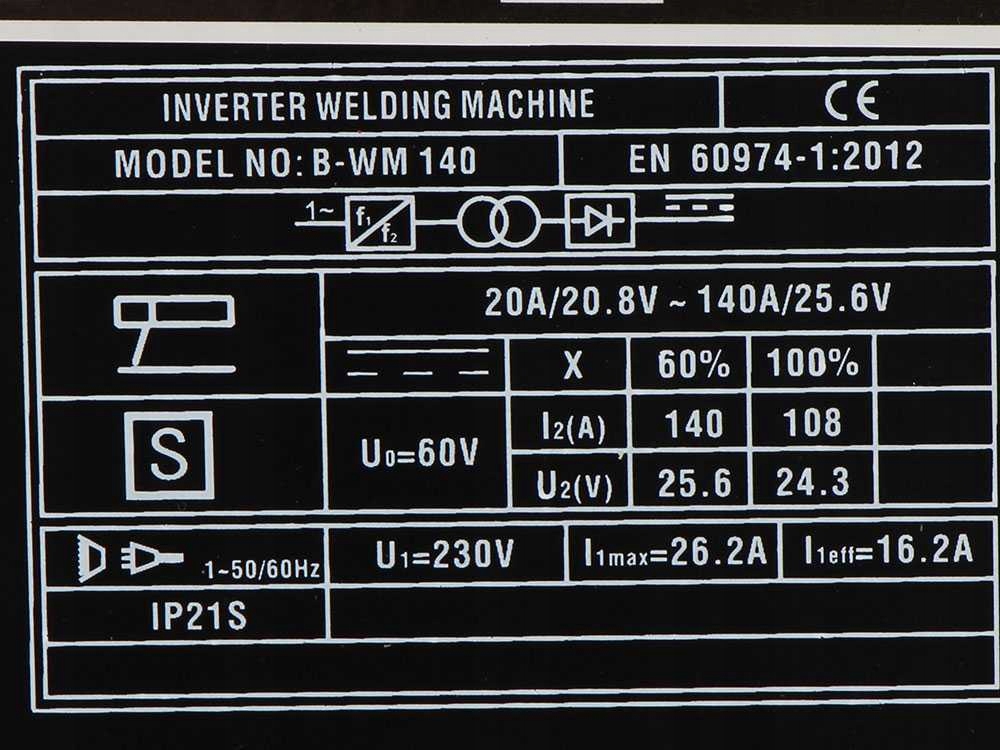 INVERTER WELDING MACHINE CE
MODEL NO: B-WM 140 EN 60974-1:2012
1~ f1 f2
20A/20.8V ~ 140A/25.6V
X 60% 100%
S U0=60V I2(A) 140 108
U2(V) 25.6 24.3
1~50/60Hz U1=230V I1max=26.2A I1eff=16.2A
IP21S